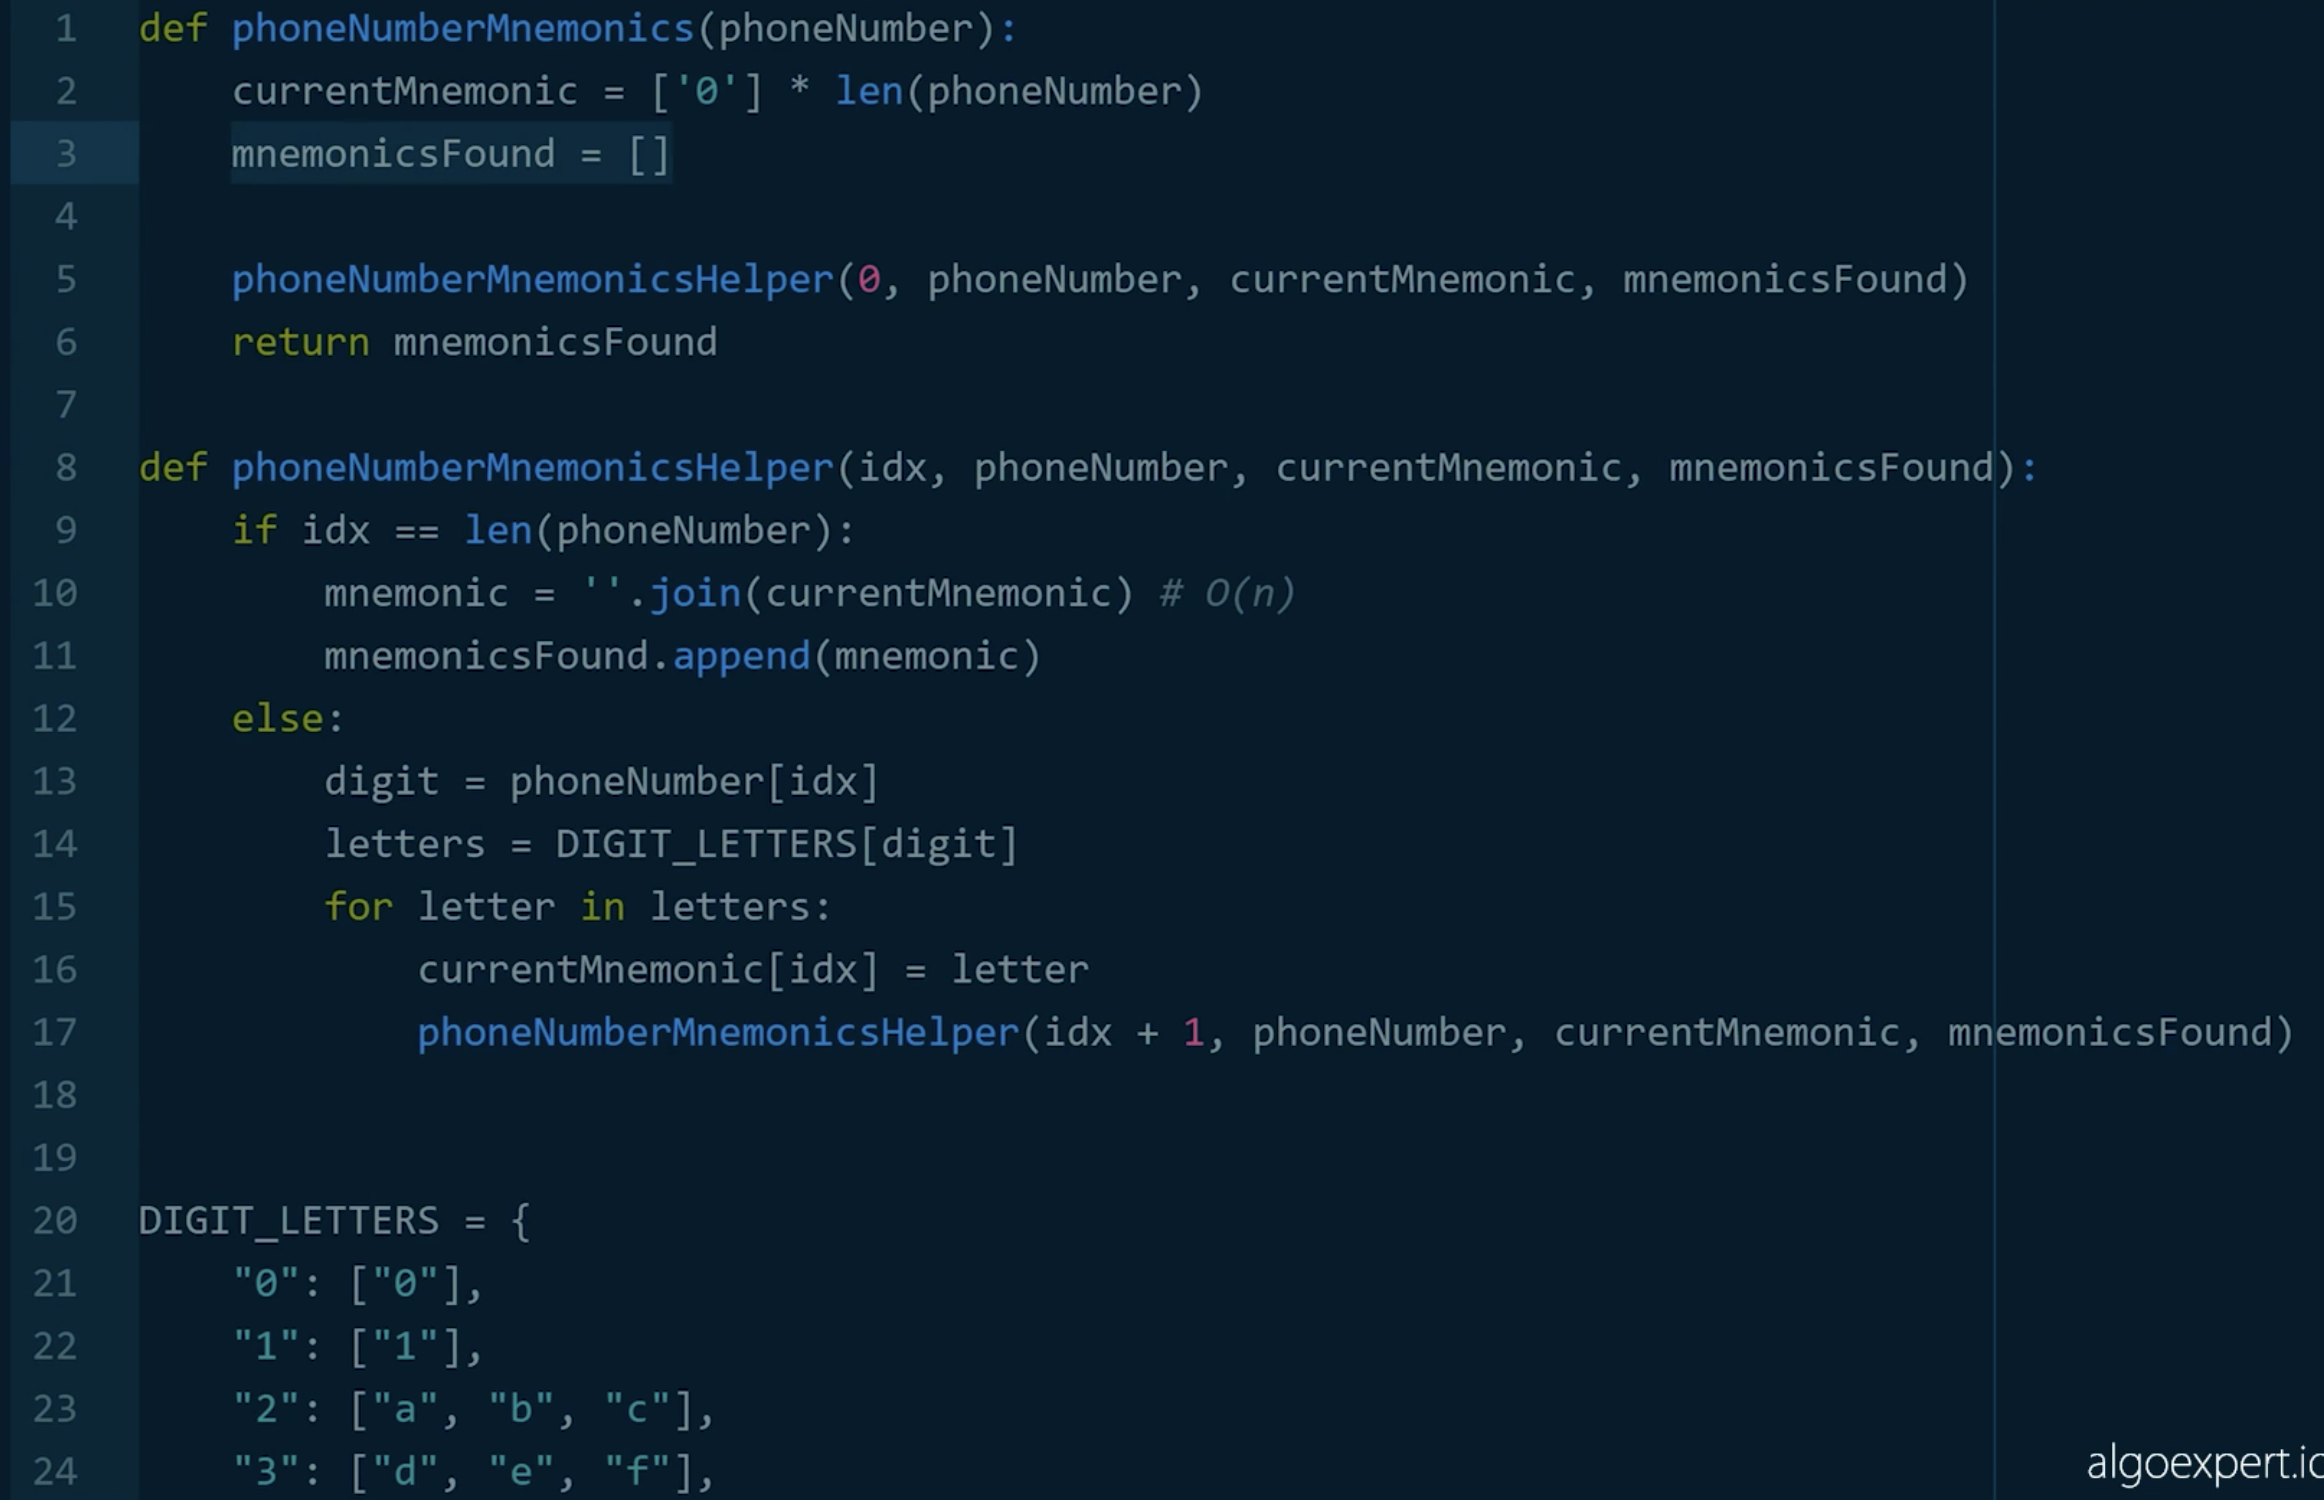 1 def phoneNumberMnemonics(phoneNumber):
2     currentMnemonic = ['0'] * len(phoneNumber)
3     mnemonicsFound = []
4
5     phoneNumberMnemonicsHelper(0, phoneNumber, currentMnemonic, mnemonicsFound)
6     return mnemonicsFound
7
8 def phoneNumberMnemonicsHelper(idx, phoneNumber, currentMnemonic, mnemonicsFound):
9     if idx == len(phoneNumber):
10         mnemonic = ''.join(currentMnemonic) # O(n)
11         mnemonicsFound.append(mnemonic)
12     else:
13         digit = phoneNumber[idx]
14         letters = DIGIT_LETTERS[digit]
15         for letter in letters:
16             currentMnemonic[idx] = letter
17             phoneNumberMnemonicsHelper(idx + 1, phoneNumber, currentMnemonic, mnemonicsFound)
18
19
20 DIGIT_LETTERS = {
21     "0": ["0"],
22     "1": ["1"],
23     "2": ["a", "b", "c"],
24     "3": ["d", "e", "f"],
algoexpert.io